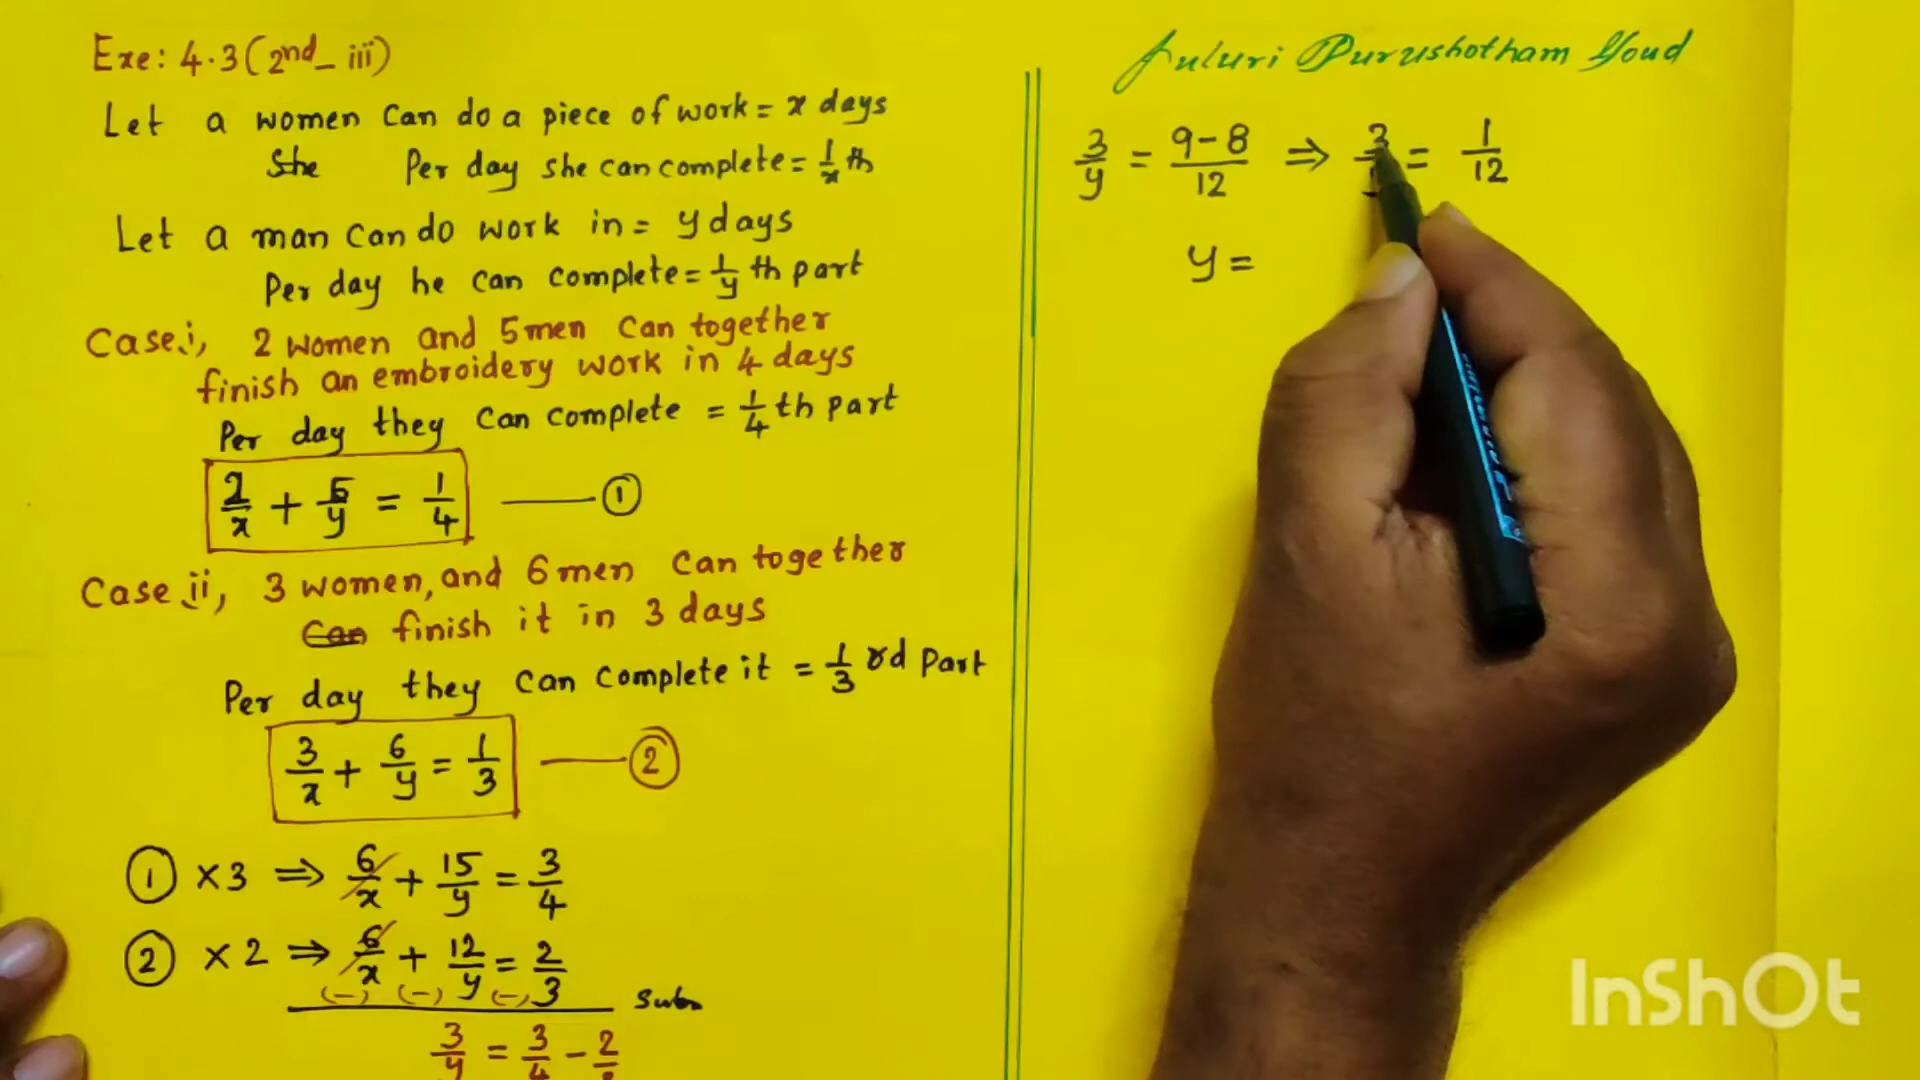 Exe: 4.3 (2nd_ iii)
Let a women Can do a piece of work = x days
She Per day she can complete = 1/x th
Let a man Can do work in = y days
Per day he Can complete = 1/y th part
Case i, 2 women and 5 men Can together
finish an embroidery work in 4 days
Per day they Can complete = 1/4 th part
2/x + 5/y = 1/4 —— ①
Case ii, 3 women, and 6 men Can together
Can finish it in 3 days
Per day they Can Complete it = 1/3 rd Part
3/x + 6/y = 1/3 —— ②
① × 3 ⇒ 6/x + 15/y = 3/4
② × 2 ⇒ 6/x + 12/y = 2/3
(-) (-) (-)
3/y = 3/4 - 2/3
Juluri Purushotham Goud
3/y = 9-8/12 ⇒ 3/y = 1/12
y =
InShOt